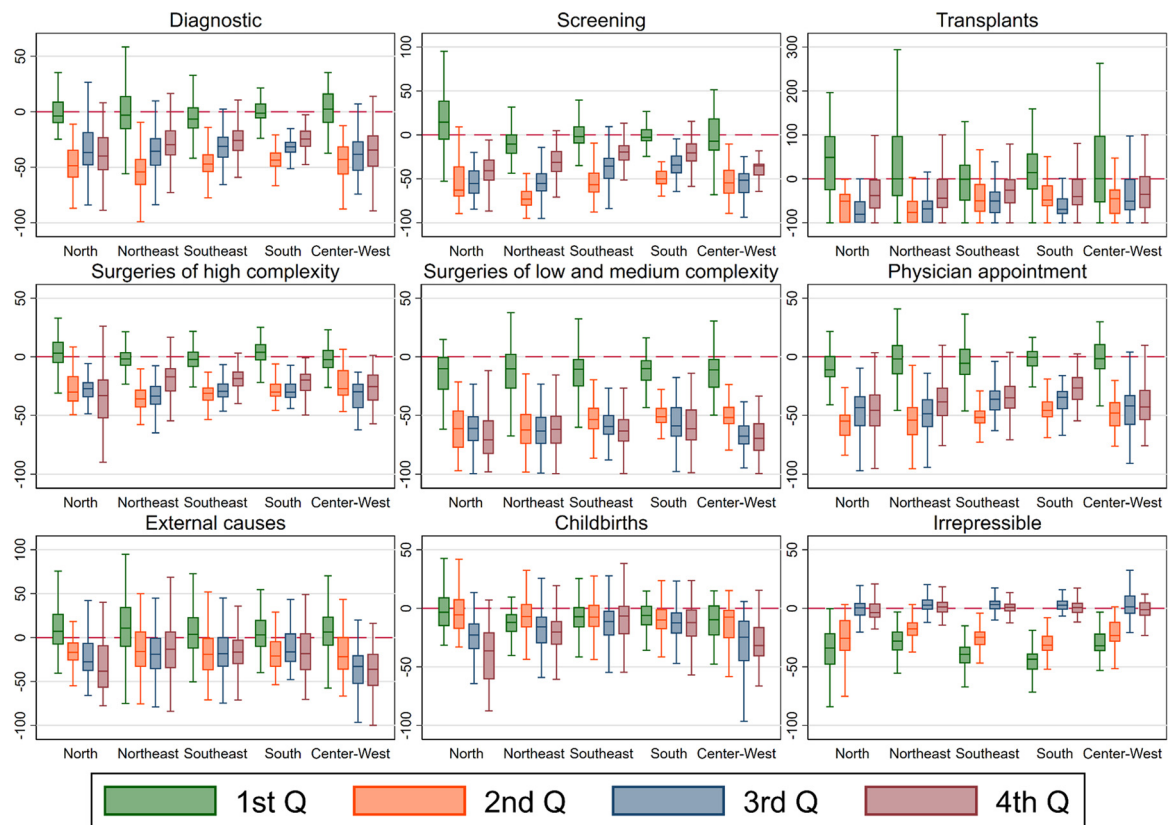 Diagnostic
50
0
-50
-100
North Northeast Southeast South Center-West
Screening
100
50
0
-50
-100
North Northeast Southeast South Center-West
Transplants
300
200
100
0
-100
North Northeast Southeast South Center-West
Surgeries of high complexity
50
0
-50
-100
North Northeast Southeast South Center-West
Surgeries of low and medium complexity
50
0
-50
-100
North Northeast Southeast South Center-West
Physician appointment
50
0
-50
-100
North Northeast Southeast South Center-West
External causes
100
50
0
-50
-100
North Northeast Southeast South Center-West
Childbirths
50
0
-50
-100
North Northeast Southeast South Center-West
Irrepressible
50
0
-50
-100
North Northeast Southeast South Center-West
1st Q 2nd Q 3rd Q 4th Q